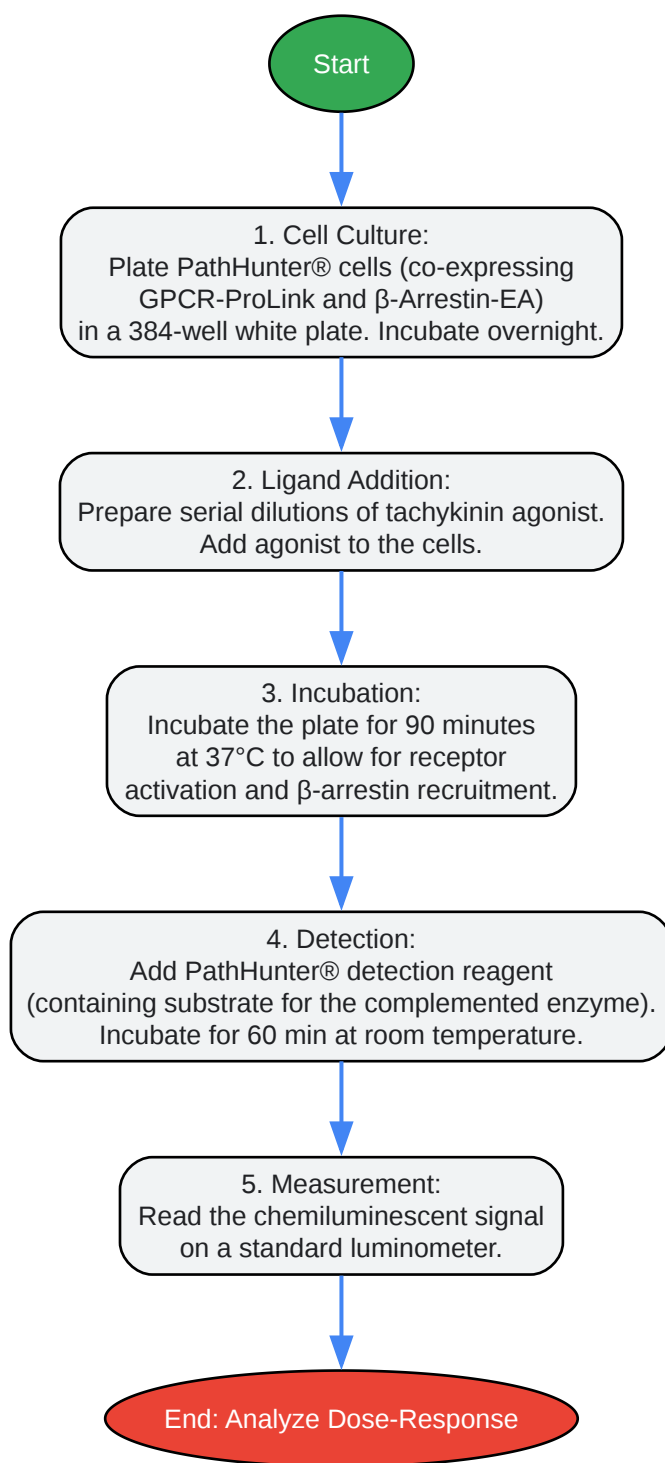 Start
1. Cell Culture:
Plate PathHunter® cells (co-expressing
GPCR-ProLink and β-Arrestin-EA)
in a 384-well white plate. Incubate overnight.
2. Ligand Addition:
Prepare serial dilutions of tachykinin agonist.
Add agonist to the cells.
3. Incubation:
Incubate the plate for 90 minutes
at 37°C to allow for receptor
activation and β-arrestin recruitment.
4. Detection:
Add PathHunter® detection reagent
(containing substrate for the complemented enzyme).
Incubate for 60 min at room temperature.
5. Measurement:
Read the chemiluminescent signal
on a standard luminometer.
End: Analyze Dose-Response